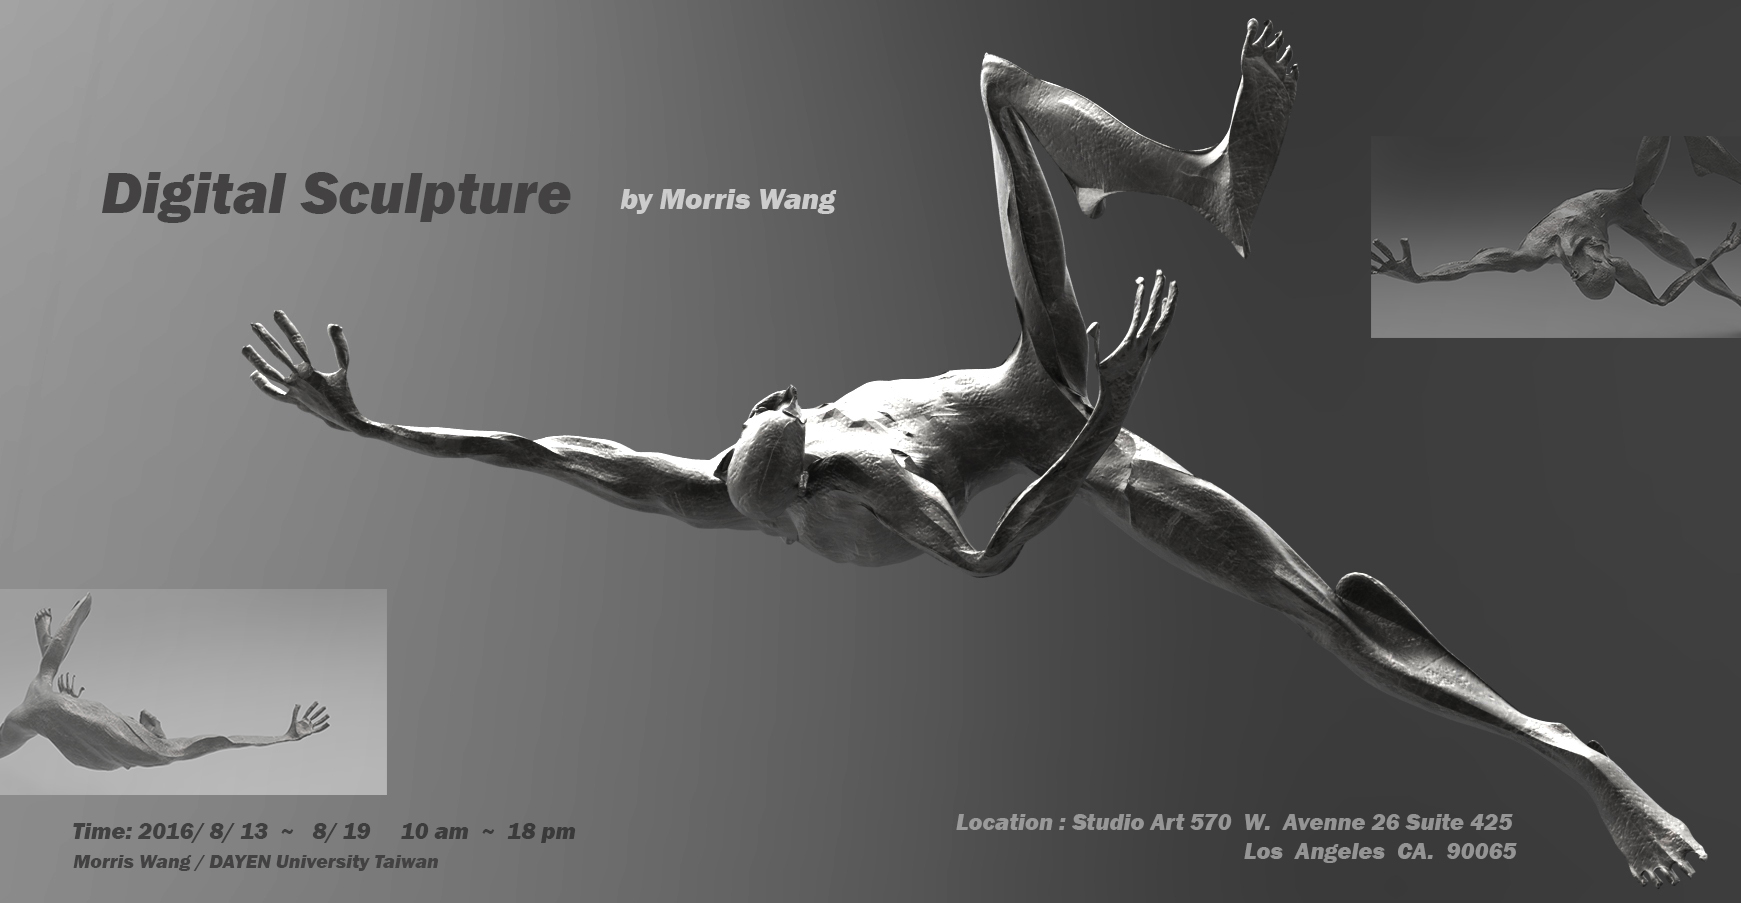 Digital Sculpture by Morris Wang
Time: 2016/ 8/ 13 ~ 8/ 19 10 am ~ 18 pm
Morris Wang / DAYEN University Taiwan
Location : Studio Art 570 W. Avenne 26 Suite 425
Los Angeles CA. 90065